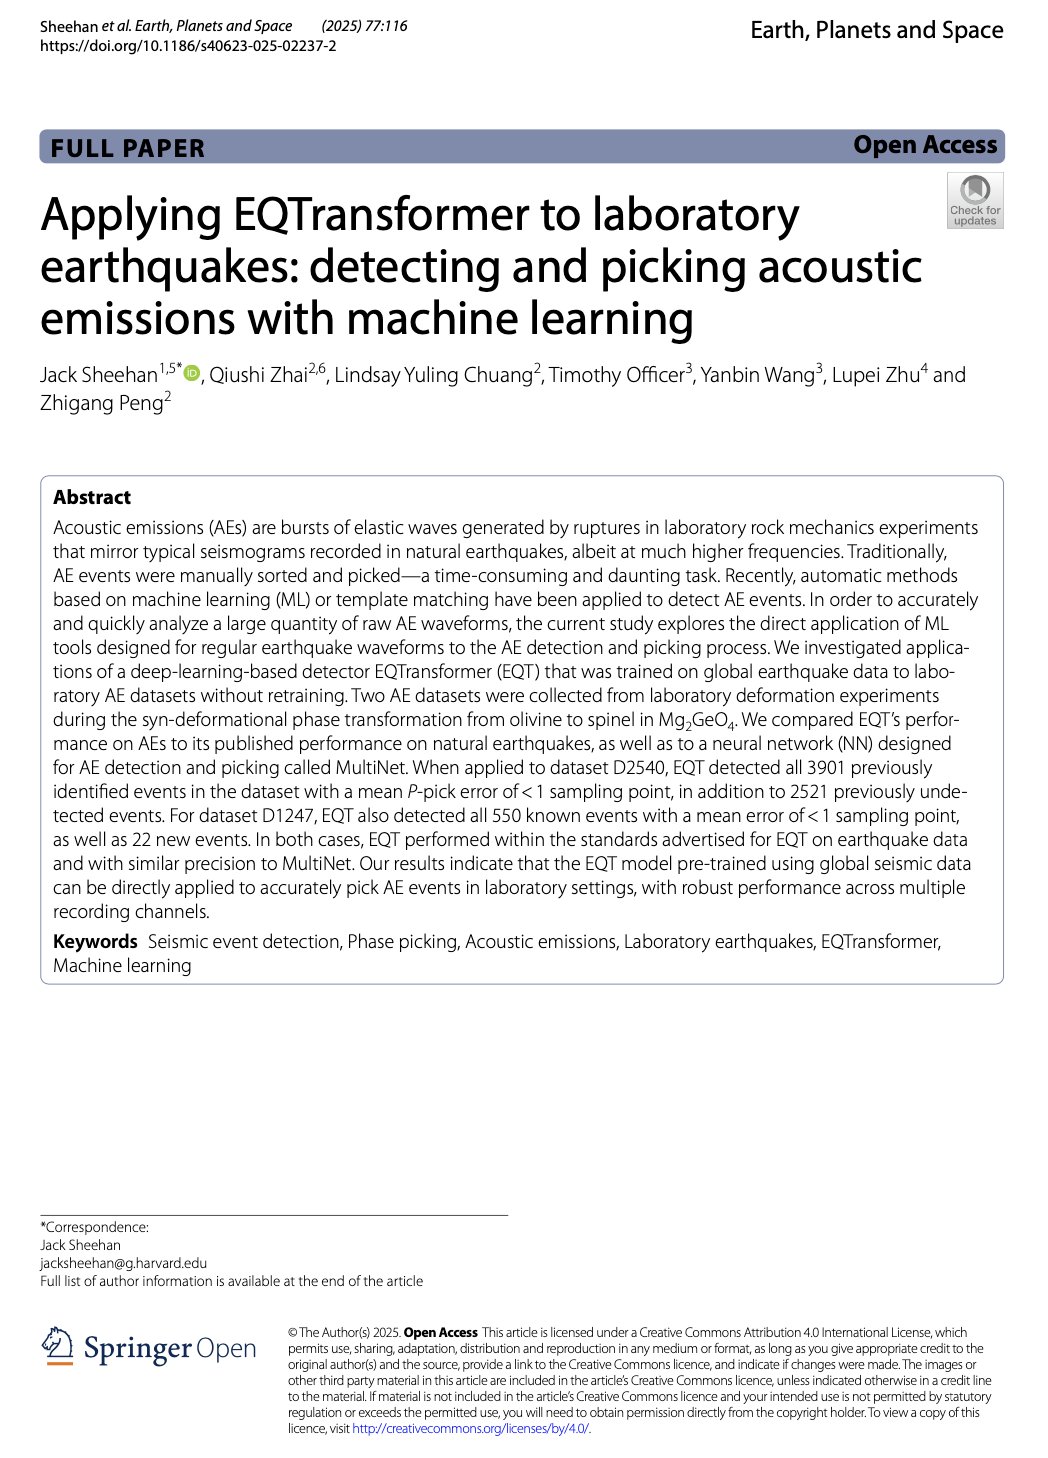 Sheehan et al. Earth, Planets and Space (2025) 77:116
https://doi.org/10.1186/s40623-025-02237-2
Earth, Planets and Space
FULL PAPER
Open Access
Check for
updates
Applying EQTransformer to laboratory
earthquakes: detecting and picking acoustic
emissions with machine learning
Jack Sheehan1,5* iD, Qiushi Zhai2,6, Lindsay Yuling Chuang2, Timothy Officer3, Yanbin Wang3, Lupei Zhu4 and
Zhigang Peng2
Abstract
Acoustic emissions (AEs) are bursts of elastic waves generated by ruptures in laboratory rock mechanics experiments
that mirror typical seismograms recorded in natural earthquakes, albeit at much higher frequencies. Traditionally,
AE events were manually sorted and picked—a time-consuming and daunting task. Recently, automatic methods
based on machine learning (ML) or template matching have been applied to detect AE events. In order to accurately
and quickly analyze a large quantity of raw AE waveforms, the current study explores the direct application of ML
tools designed for regular earthquake waveforms to the AE detection and picking process. We investigated applica-
tions of a deep-learning-based detector EQTransformer (EQT) that was trained on global earthquake data to labo-
ratory AE datasets without retraining. Two AE datasets were collected from laboratory deformation experiments
during the syn-deformational phase transformation from olivine to spinel in Mg2GeO4. We compared EQT's perfor-
mance on AEs to its published performance on natural earthquakes, as well as to a neural network (NN) designed
for AE detection and picking called MultiNet. When applied to dataset D2540, EQT detected all 3901 previously
identified events in the dataset with a mean P-pick error of < 1 sampling point, in addition to 2521 previously unde-
tected events. For dataset D1247, EQT also detected all 550 known events with a mean error of < 1 sampling point,
as well as 22 new events. In both cases, EQT performed within the standards advertised for EQT on earthquake data
and with similar precision to MultiNet. Our results indicate that the EQT model pre-trained using global seismic data
can be directly applied to accurately pick AE events in laboratory settings, with robust performance across multiple
recording channels.
Keywords Seismic event detection, Phase picking, Acoustic emissions, Laboratory earthquakes, EQTransformer,
Machine learning
*Correspondence:
Jack Sheehan
jacksheehan@g.harvard.edu
Full list of author information is available at the end of the article
Springer Open
© The Author(s) 2025. Open Access This article is licensed under a Creative Commons Attribution 4.0 International License, which
permits use, sharing, adaptation, distribution and reproduction in any medium or format, as long as you give appropriate credit to the
original author(s) and the source, provide a link to the Creative Commons licence, and indicate if changes were made. The images or
other third party material in this article are included in the article's Creative Commons licence, unless indicated otherwise in a credit line
to the material. If material is not included in the article's Creative Commons licence and your intended use is not permitted by statutory
regulation or exceeds the permitted use, you will need to obtain permission directly from the copyright holder. To view a copy of this
licence, visit http://creativecommons.org/licenses/by/4.0/.